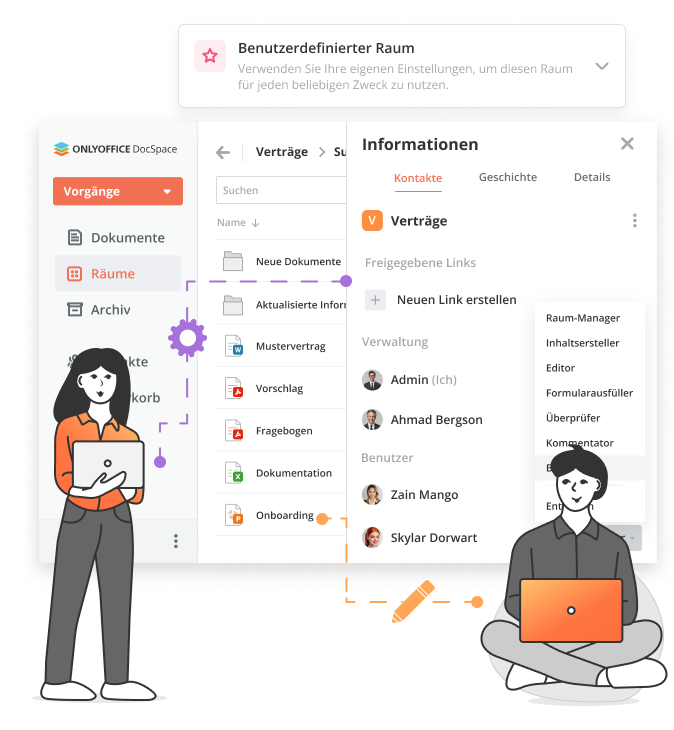 Benutzerdefinierter Raum
Verwenden Sie Ihre eigenen Einstellungen, um diesen Raum
für jeden beliebigen Zweck zu nutzen.
ONLYOFFICE DocSpace
Vorgänge
Dokumente
Räume
Archiv
Verträge
Suchen
Name
Neue Dokumente
Aktualisierte
Mustervertrag
Vorschlag
Fragebogen
Dokumentation
Onboarding
Informationen
Kontakte
Geschichte
Details
V
Verträge
Freigegebene Links
Neuen Link erstellen
Verwaltung
Admin (Ich)
Ahmad Bergson
Benutzer
Zain Mango
Skylar Dorwart
Raum-Manager
Inhaltsersteller
Editor
Formularausfüller
Überprüfer
Kommentator